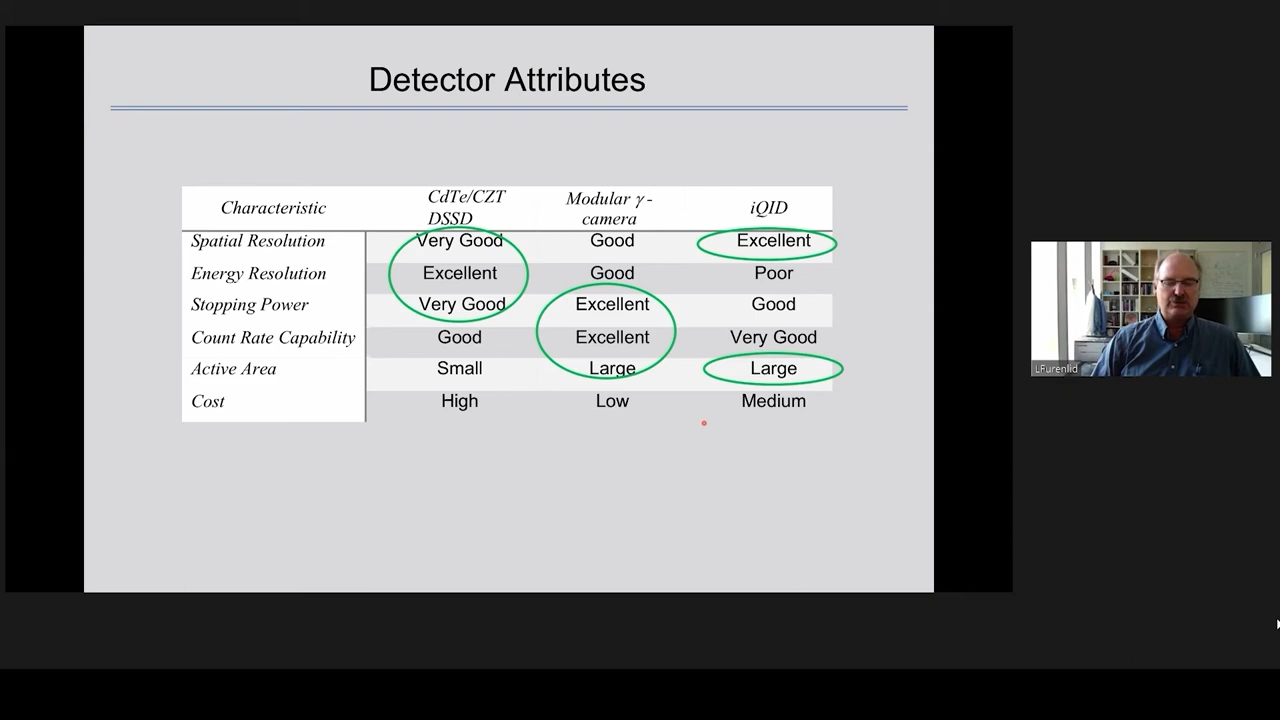 Detector Attributes
Characteristic CdTe/CZT DSSD Modular γ - camera iQID
Spatial Resolution Very Good Good Excellent
Energy Resolution Excellent Good Poor
Stopping Power Very Good Excellent Good
Count Rate Capability Good Excellent Very Good
Active Area Small Large Large
Cost High Low Medium
LFurenlid